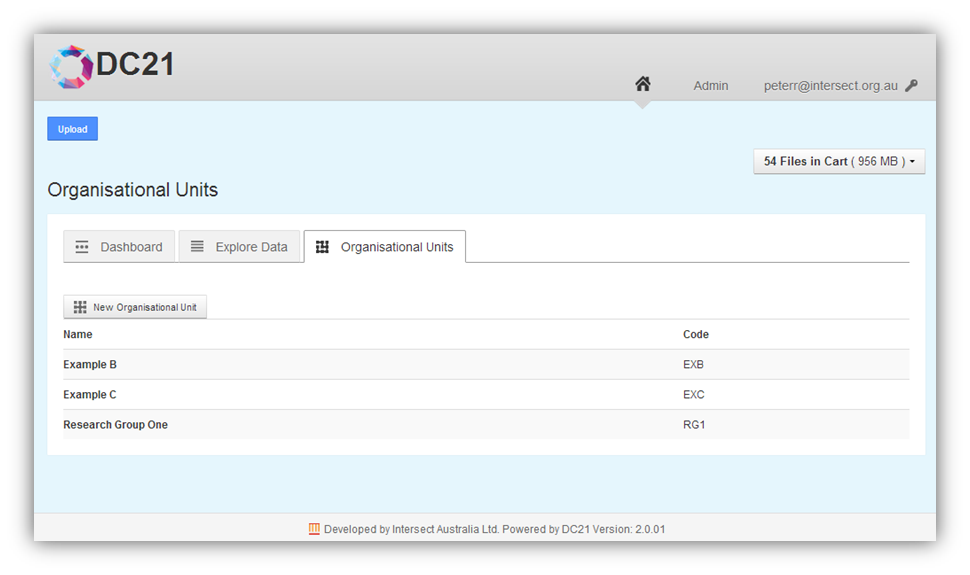 DC21
Admin peterr@intersect.org.au
Upload
54 Files in Cart ( 956 MB )
Organisational Units
Dashboard Explore Data Organisational Units
New Organisational Unit
Name Code
Example B EXB
Example C EXC
Research Group One RG1
Developed by Intersect Australia Ltd. Powered by DC21 Version: 2.0.01